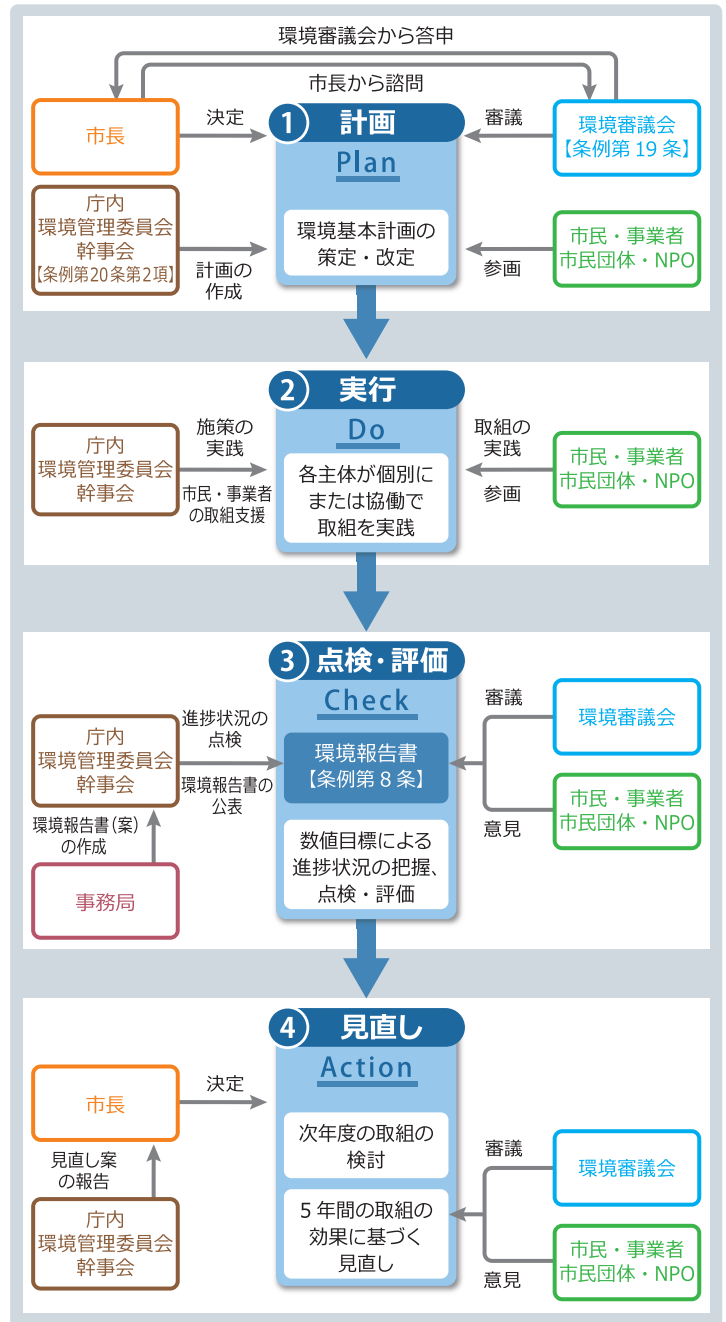 環境審議会から答申
市長から諮問
市長
決定
1 計画
Plan
審議
環境審議会
【条例第19条】
庁内
環境管理委員会
幹事会
【条例第20条第2項】
計画の
作成
環境基本計画の
策定・改定
参画
市民・事業者
市民団体・NPO
2 実行
Do
庁内
環境管理委員会
幹事会
施策の
実践
市民・事業者
の取組支援
各主体が個別に
または協働で
取組を実践
取組の
実践
参画
市民・事業者
市民団体・NPO
3 点検・評価
Check
庁内
環境管理委員会
幹事会
進捗状況の
点検
環境報告書の
公表
環境報告書
【条例第8条】
審議
環境審議会
意見
市民・事業者
市民団体・NPO
環境報告書(案)
の作成
事務局
数値目標による
進捗状況の把握、
点検・評価
4 見直し
Action
市長
決定
見直し案
の報告
庁内
環境管理委員会
幹事会
次年度の取組の
検討
5年間の取組の
効果に基づく
見直し
審議
環境審議会
意見
市民・事業者
市民団体・NPO